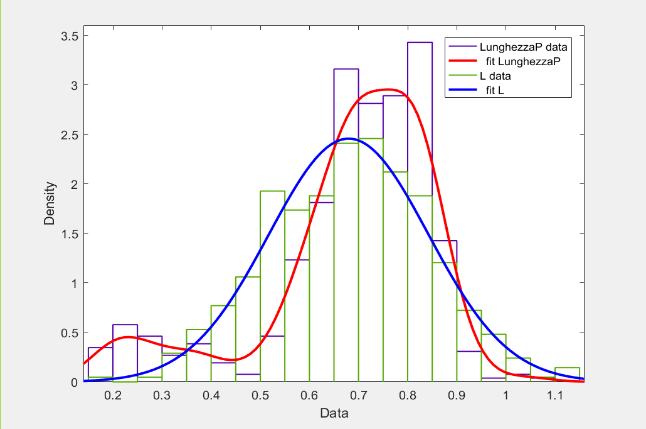 3.5
3
2.5
2
1.5
1
0.5
0
Density
LunghezzaP data
fit LunghezzaP
L data
fit L
0.2 0.3 0.4 0.5 0.6 0.7 0.8 0.9 1 1.1
Data